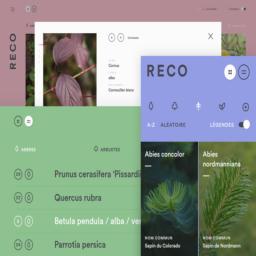 RECO
Cornus
alba
Cornouiller blanc
RECO
A-Z ALÉATOIRE LÉGENDES
ARBRES ARBUSTES
Abies concolor
Abies nordmanniana
Prunus cerasifera 'Pissardi
Quercus rubra
Betula pendula / alba / ver
Parrotia persica
NOM COMMUN
Sapin du Colorado
NOM COMMUN
Sapin de Nordmann